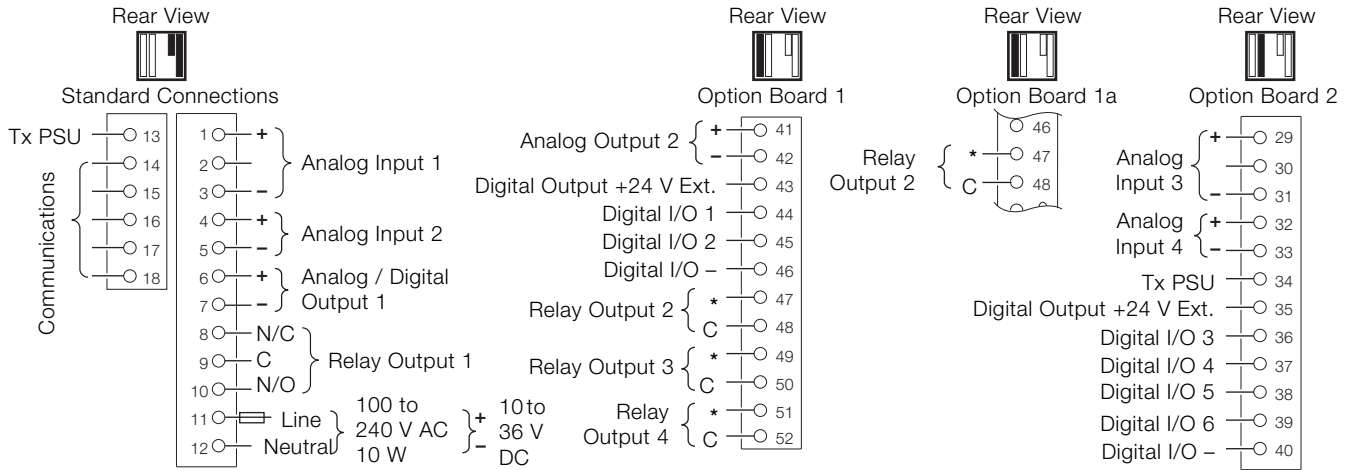 Rear View
Standard Connections
Tx PSU
13
14
15
16
17
18
Communications
1 +
2
3 –
Analog Input 1
4 +
5 –
Analog Input 2
6 +
7 –
Analog / Digital
Output 1
8 N/C
9 C
10 N/O
Relay Output 1
11 Line
12 Neutral
100 to
240 V AC
10 W
+
–
10 to
36 V
DC
Rear View
Option Board 1
Analog Output 2
+ 41
– 42
Digital Output +24 V Ext. 43
Digital I/O 1 44
Digital I/O 2 45
Digital I/O – 46
Relay Output 2
* 47
C 48
Relay Output 3
* 49
C 50
Relay
Output 4
* 51
C 52
Rear View
Option Board 1a
46
Relay
Output 2
* 47
C 48
Rear View
Option Board 2
Analog
Input 3
+ 29
30
– 31
Analog
Input 4
+ 32
– 33
Tx PSU 34
Digital Output +24 V Ext. 35
Digital I/O 3 36
Digital I/O 4 37
Digital I/O 5 38
Digital I/O 6 39
Digital I/O – 40